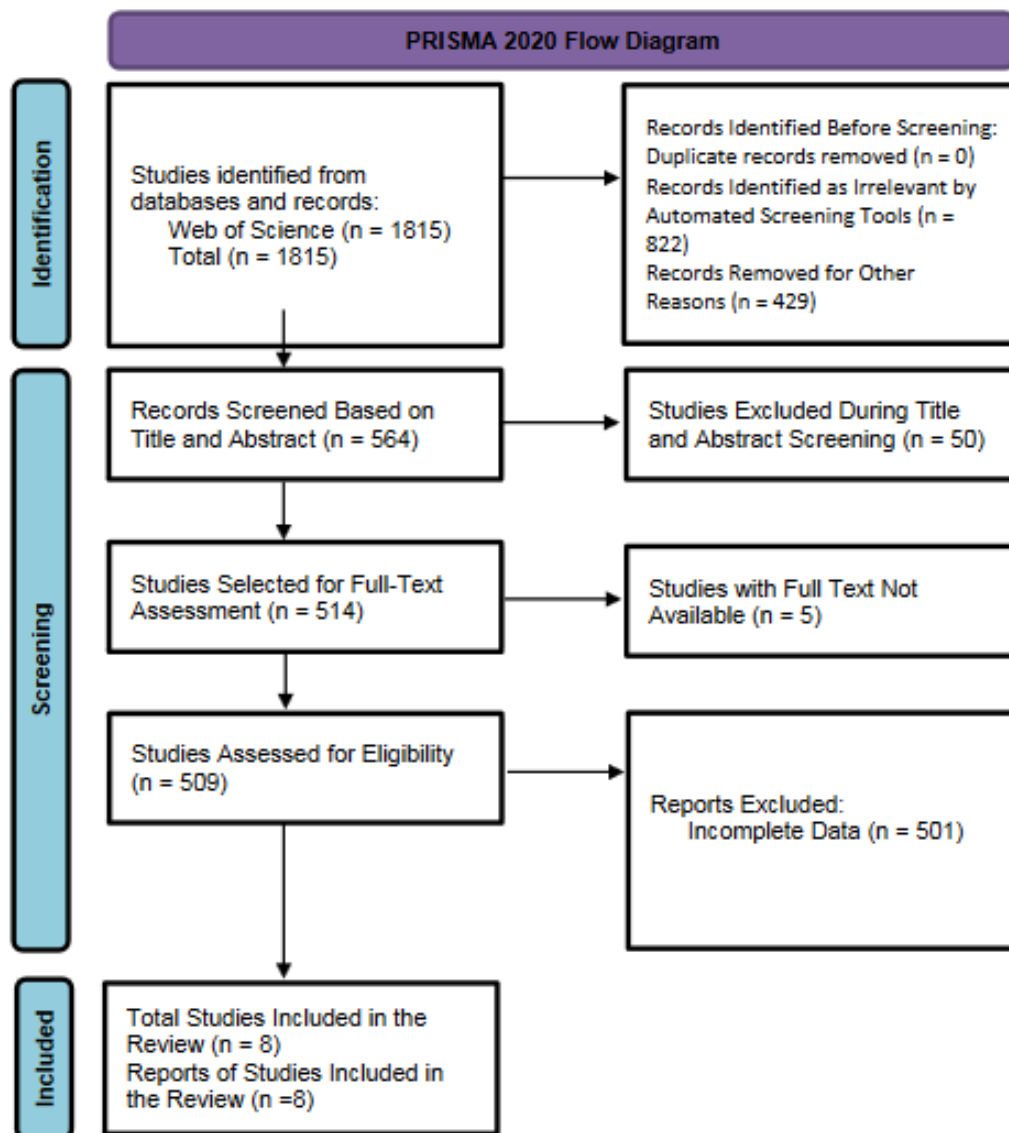 PRISMA 2020 Flow Diagram
Identification
Studies identified from
databases and records:
Web of Science (n = 1815)
Total (n = 1815)
Records Identified Before Screening:
Duplicate records removed (n = 0)
Records Identified as Irrelevant by
Automated Screening Tools (n =
822)
Records Removed for Other
Reasons (n = 429)
Screening
Records Screened Based on
Title and Abstract (n = 564)
Studies Excluded During Title
and Abstract Screening (n = 50)
Studies Selected for Full-Text
Assessment (n = 514)
Studies with Full Text Not
Available (n = 5)
Studies Assessed for Eligibility
(n = 509)
Reports Excluded:
Incomplete Data (n = 501)
Included
Total Studies Included in the
Review (n = 8)
Reports of Studies Included in
the Review (n =8)